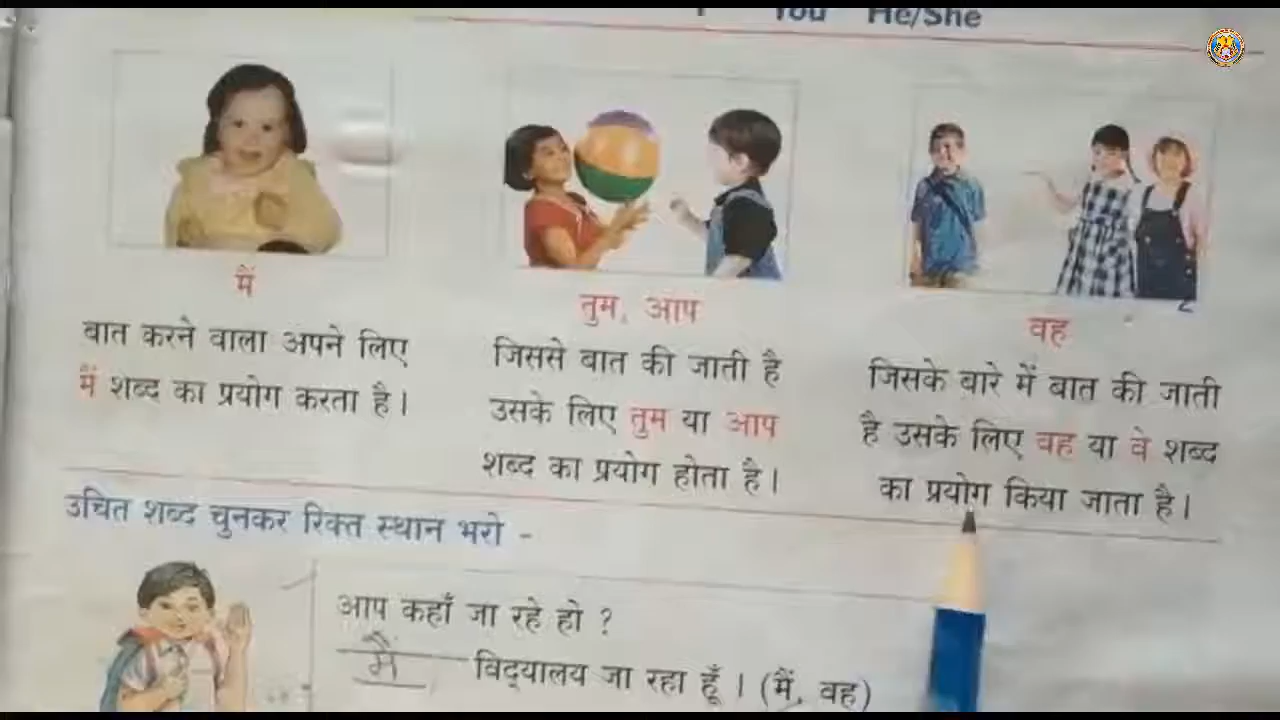 You He/She
मैं
बात करने वाला अपने लिए
मैं शब्द का प्रयोग करता है।
तुम, आप
जिससे बात की जाती है
उसके लिए तुम या आप
शब्द का प्रयोग होता है।
वह
जिसके बारे में बात की जाती
है उसके लिए वह या वे शब्द
का प्रयोग किया जाता है।
उचित शब्द चुनकर रिक्त स्थान भरो -
आप कहाँ जा रहे हो ?
मैं विद्यालय जा रहा हूँ । (मैं, वह)